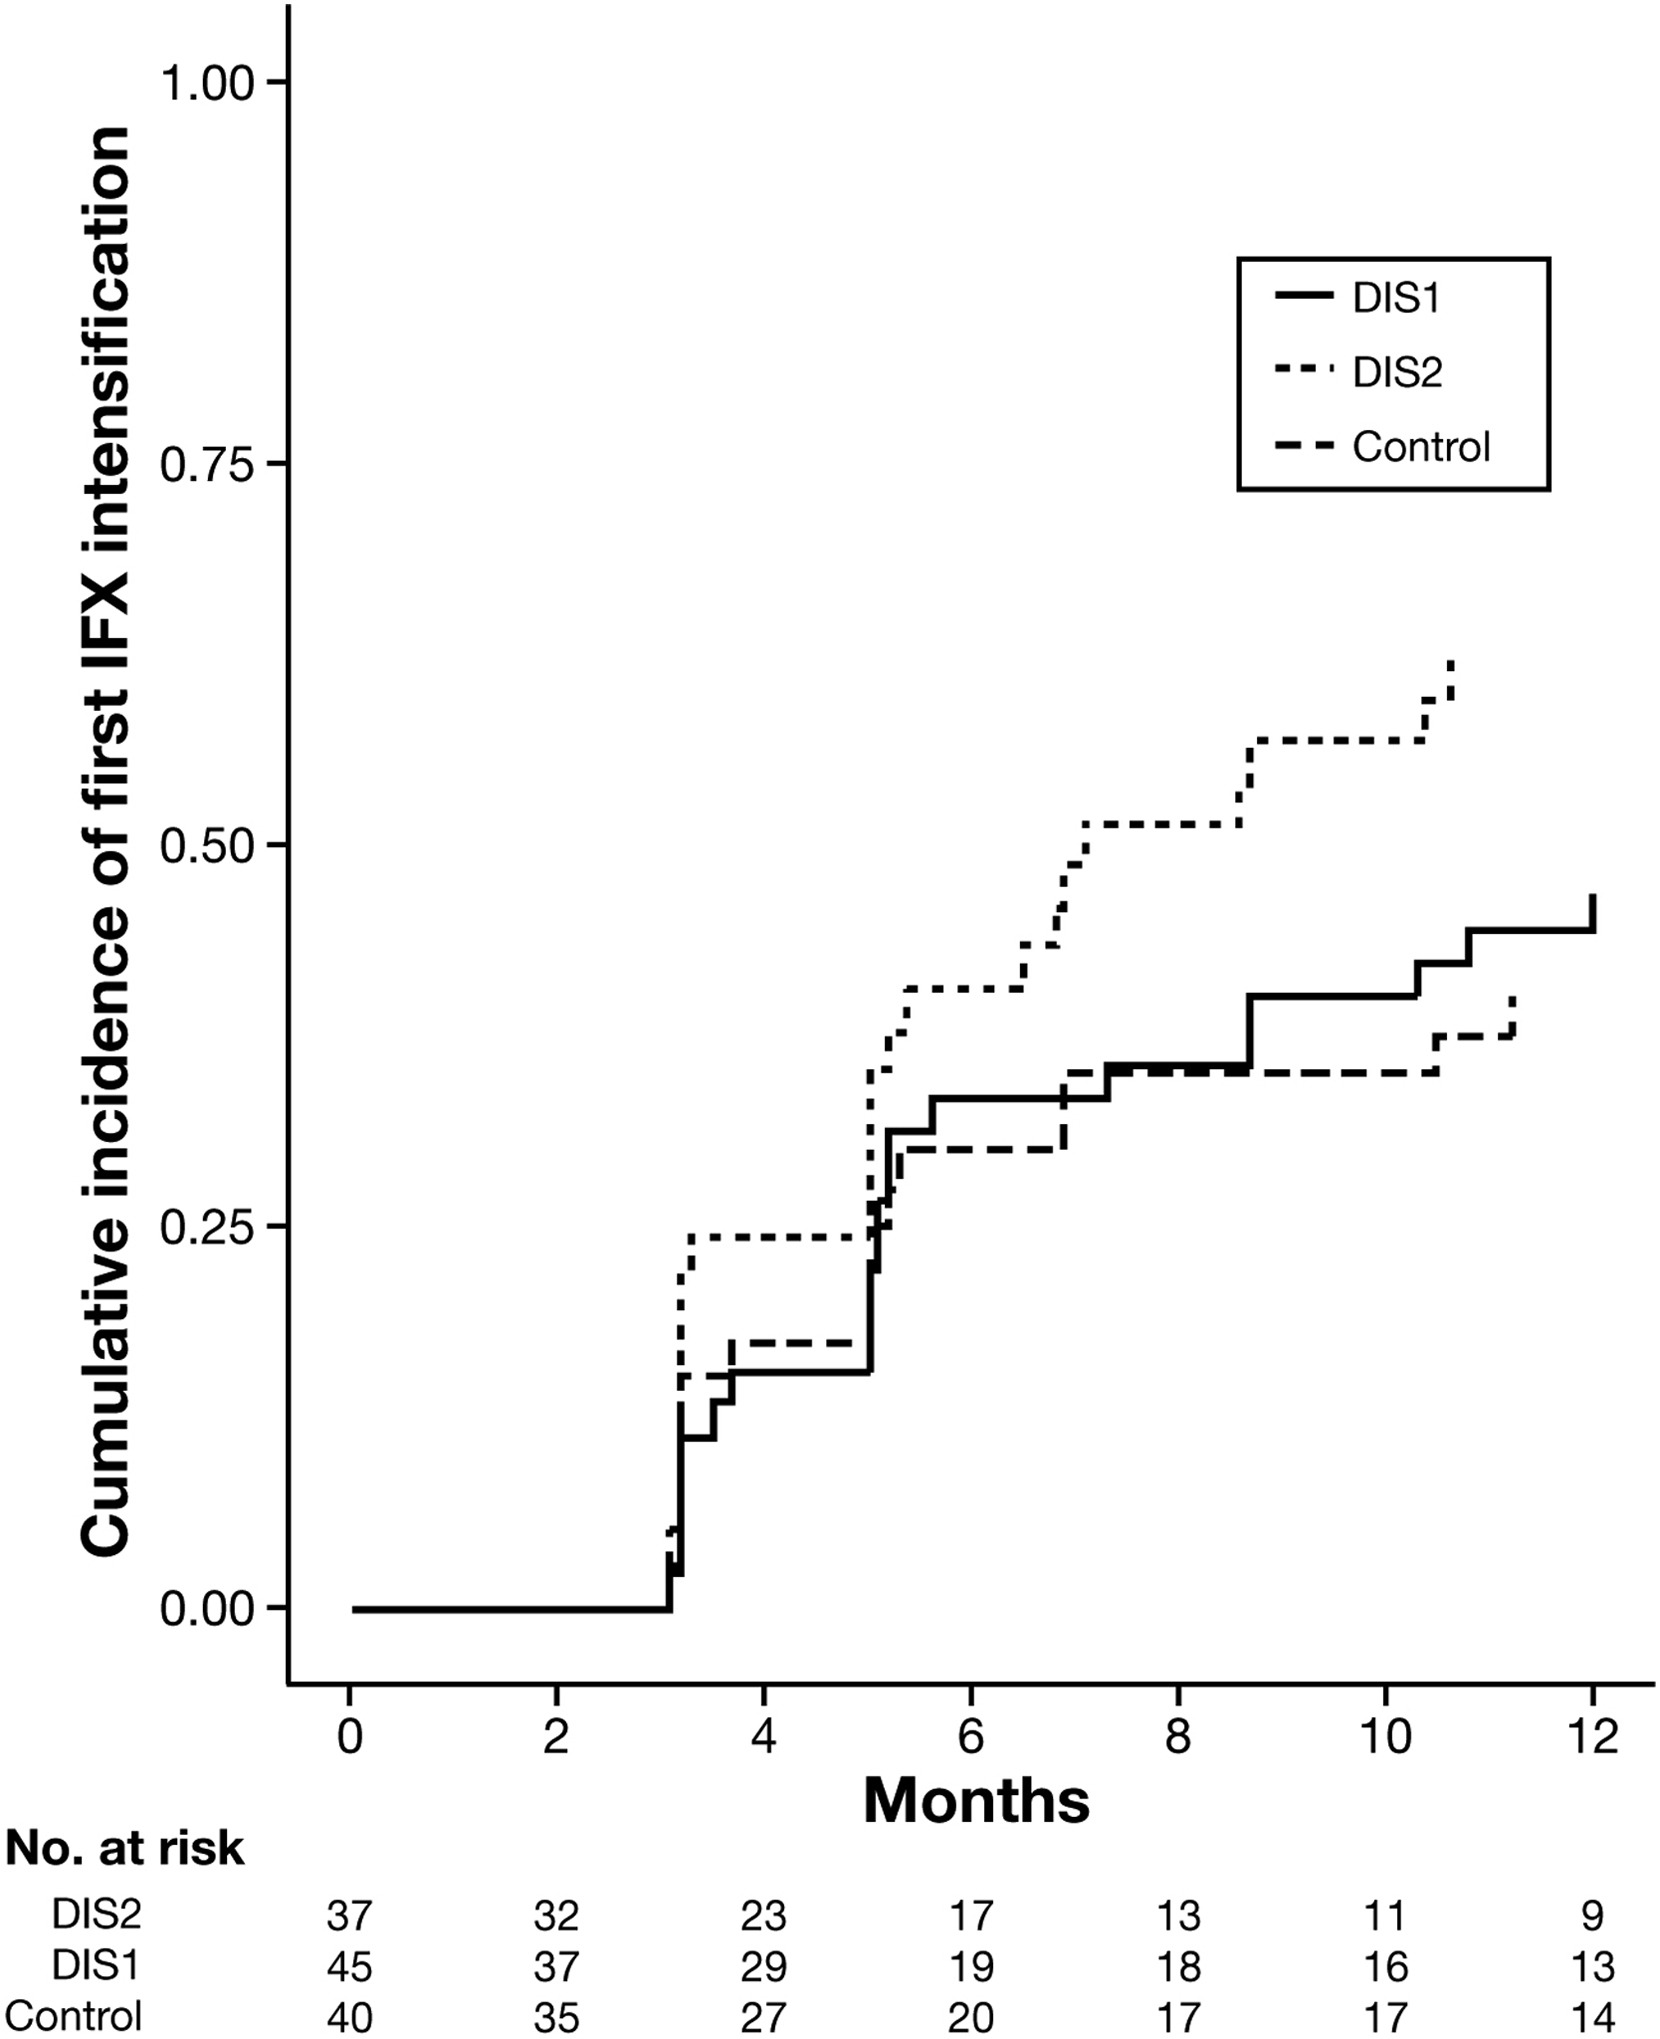 Cumulative incidence of first IFX intensification
1.00
0.75
0.50
0.25
0.00
DIS1
DIS2
Control
0 2 4 6 8 10 12
Months
No. at risk
DIS2 37 32 23 17 13 11 9
DIS1 45 37 29 19 18 16 13
Control 40 35 27 20 17 17 14